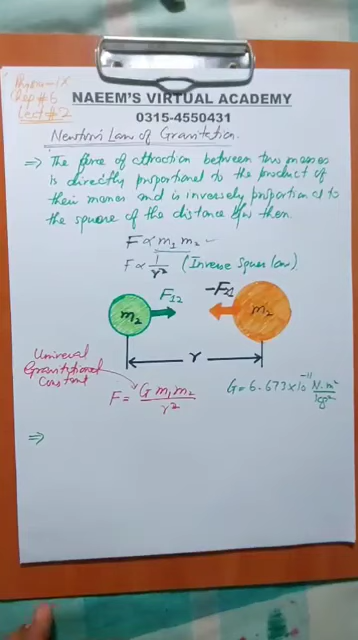 Physics-IX
Chap #6
Lect # 2
NAEEM's VIRTUAL ACADEMY
0315-4550431
Newton's Law of Gravitation.
⇒ The force of attraction between two masses
is directly proportional to the product of
their masses and is inversely proportional to
the square of the distance b/w them.
F ∝ m₁ m₂
F ∝ 1/r² (Inverse Square law)
F₁₂ -F₂₁
m₂ m₂
r
Universal
Gravitational
Constant
F = G m₁ m₂ / r² G = 6.673 x 10⁻¹¹ N.m²/kg²
⇒